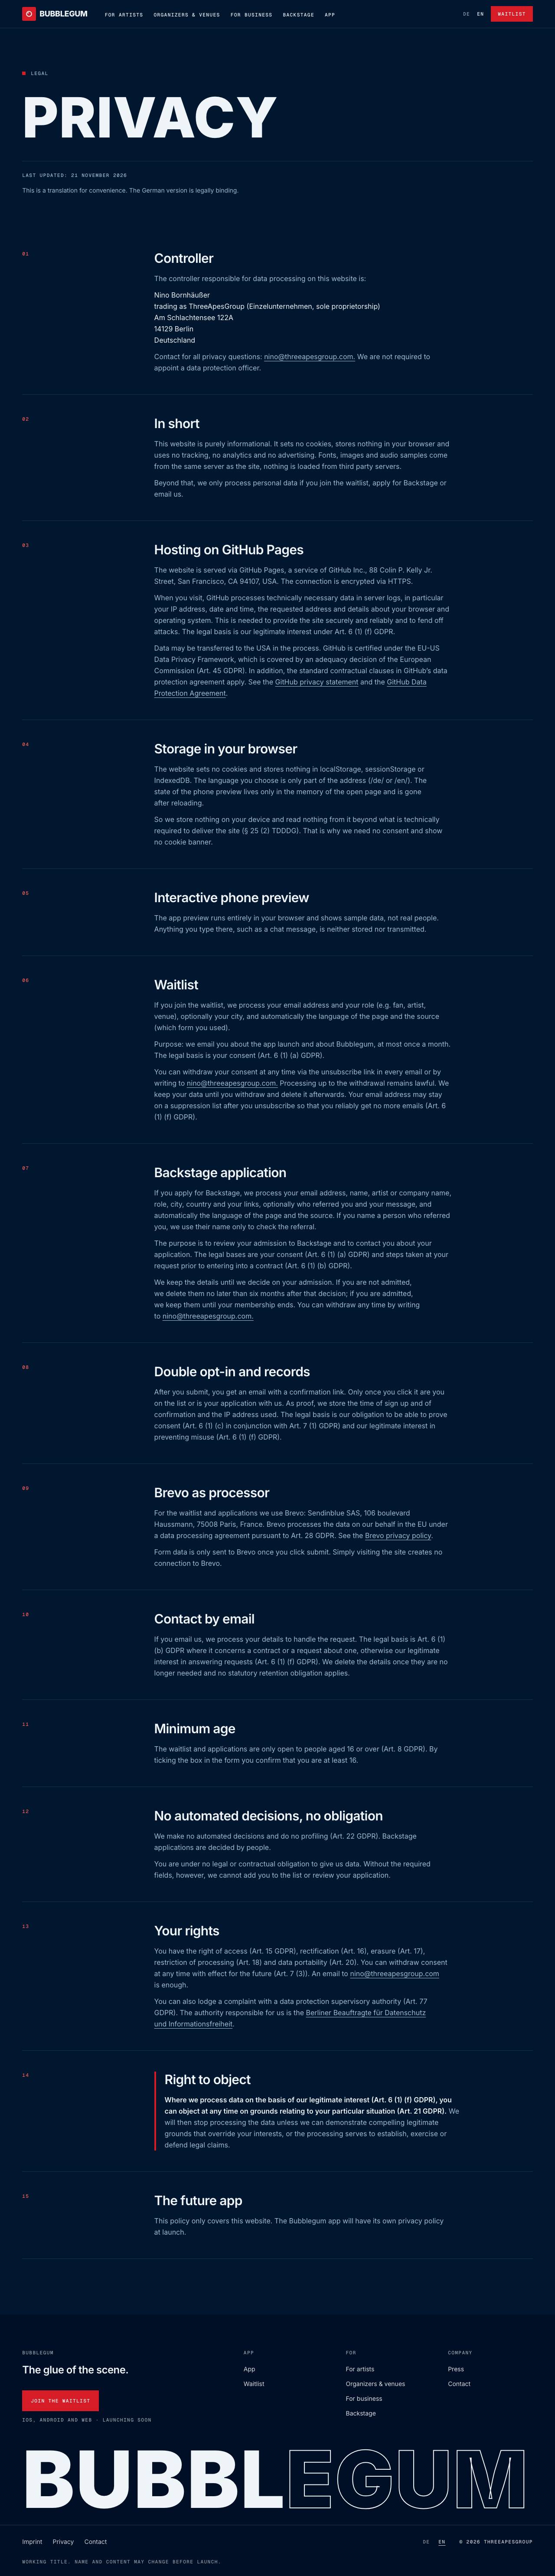 BUBBLEGUM
FOR ARTISTS
ORGANIZERS & VENUES
FOR BUSINESS
BACKSTAGE
APP
DE
EN
WAITLIST
LEGAL
PRIVACY
LAST UPDATED: 21 NOVEMBER 2026
This is a translation for convenience. The German version is legally binding.
01
Controller
The controller responsible for data processing on this website is:
Nino Bornhäußer
trading as ThreeApesGroup (Einzelunternehmen, sole proprietorship)
Am Schlachtensee 122A
14129 Berlin
Deutschland
Contact for all privacy questions: nino@threeapesgroup.com. We are not required to
appoint a data protection officer.
02
In short
This website is purely informational. It sets no cookies, stores nothing in your browser and
uses no tracking, no analytics and no advertising. Fonts, images and audio samples come
from the same server as the site, nothing is loaded from third party servers.
Beyond that, we only process personal data if you join the waitlist, apply for Backstage or
email us.
03
Hosting on GitHub Pages
The website is served via GitHub Pages, a service of GitHub Inc., 88 Colin P. Kelly Jr.
Street, San Francisco, CA 94107, USA. The connection is encrypted via HTTPS.
When you visit, GitHub processes technically necessary data in server logs, in particular
your IP address, date and time, the requested address and details about your browser and
operating system. This is needed to provide the site securely and reliably and to fend off
attacks. The legal basis is our legitimate interest under Art. 6 (1) (f) GDPR.
Data may be transferred to the USA in the process. GitHub is certified under the EU-US
Data Privacy Framework, which is covered by an adequacy decision of the European
Commission (Art. 45 GDPR). In addition, the standard contractual clauses in GitHub's data
protection agreement apply. See the GitHub privacy statement and the GitHub Data
Protection Agreement.
04
Storage in your browser
The website sets no cookies and stores nothing in localStorage, sessionStorage or
IndexedDB. The language you choose is only part of the address (/de/ or /en/). The
state of the phone preview lives only in the memory of the open page and is gone
after reloading.
So we store nothing on your device and read nothing from it beyond what is technically
required to deliver the site (§ 25 (2) TDDDG). That is why we need no consent and show
no cookie banner.
05
Interactive phone preview
The app preview runs entirely in your browser and shows sample data, not real people.
Anything you type there, such as a chat message, is neither stored nor transmitted.
06
Waitlist
If you join the waitlist, we process your email address and your role (e.g. fan, artist,
venue), optionally your city, and automatically the language of the page and the source
(which form you used).
Purpose: we email you about the app launch and about Bubblegum, at most once a month.
The legal basis is your consent (Art. 6 (1) (a) GDPR).
You can withdraw your consent at any time via the unsubscribe link in every email or by
writing to nino@threeapesgroup.com. Processing up to the withdrawal remains lawful. We
keep your data until you withdraw and delete it afterwards. Your email address may stay
on a suppression list after you unsubscribe so that you reliably get no more emails (Art. 6
(1) (f) GDPR).
07
Backstage application
If you apply for Backstage, we process your email address, name, artist or company name,
role, city, country and your links, optionally who referred you and your message, and
automatically the language of the page and the source. If you name a person who referred
you, we use their name only to check the referral.
The purpose is to review your admission to Backstage and to contact you about your
application. The legal bases are your consent (Art. 6 (1) (a) GDPR) and steps taken at your
request prior to entering into a contract (Art. 6 (1) (b) GDPR).
We keep the details until we decide on your admission. If you are not admitted,
we delete them no later than six months after that decision; if you are admitted,
we keep them until your membership ends. You can withdraw any time by writing
to nino@threeapesgroup.com.
08
Double opt-in and records
After you submit, you get an email with a confirmation link. Only once you click it are you
on the list or is your application with us. As proof, we store the time of sign up and of
confirmation and the IP address used. The legal basis is our obligation to be able to prove
consent (Art. 6 (1) (c) in conjunction with Art. 7 (1) GDPR) and our legitimate interest in
preventing misuse (Art. 6 (1) (f) GDPR).
09
Brevo as processor
For the waitlist and applications we use Brevo: Sendinblue SAS, 106 boulevard
Haussmann, 75008 Paris, France. Brevo processes the data on our behalf in the EU under
a data processing agreement pursuant to Art. 28 GDPR. See the Brevo privacy policy.
Form data is only sent to Brevo once you click submit. Simply visiting the site creates no
connection to Brevo.
10
Contact by email
If you email us, we process your details to handle the request. The legal basis is Art. 6 (1)
(b) GDPR where it concerns a contract or a request about one, otherwise our legitimate
interest in answering requests (Art. 6 (1) (f) GDPR). We delete the details once they are no
longer needed and no statutory retention obligation applies.
11
Minimum age
The waitlist and applications are only open to people aged 16 or over (Art. 8 GDPR). By
ticking the box in the form you confirm that you are at least 16.
12
No automated decisions, no obligation
We make no automated decisions and do no profiling (Art. 22 GDPR). Backstage
applications are decided by people.
You are under no legal or contractual obligation to give us data. Without the required
fields, however, we cannot add you to the list or review your application.
13
Your rights
You have the right of access (Art. 15 GDPR), rectification (Art. 16), erasure (Art. 17),
restriction of processing (Art. 18) and data portability (Art. 20). You can withdraw consent
at any time with effect for the future (Art. 7 (3)). An email to nino@threeapesgroup.com
is enough.
You can also lodge a complaint with a data protection supervisory authority (Art. 77
GDPR). The authority responsible for us is the Berliner Beauftragte für Datenschutz
und Informationsfreiheit.
14
Right to object
Where we process data on the basis of our legitimate interest (Art. 6 (1) (f) GDPR), you
can object at any time on grounds relating to your particular situation (Art. 21 GDPR). We
will then stop processing the data unless we can demonstrate compelling legitimate
grounds that override your interests, or the processing serves to establish, exercise or
defend legal claims.
15
The future app
This policy only covers this website. The Bubblegum app will have its own privacy policy
at launch.
BUBBLEGUM
The glue of the scene.
JOIN THE WAITLIST
IOS, ANDROID AND WEB · LAUNCHING SOON
APP
App
Waitlist
FOR
For artists
Organizers & venues
For business
Backstage
COMPANY
Press
Contact
BUBBLEGUM
Imprint
Privacy
Contact
DE
EN
© 2026 THREEAPESGROUP
WORKING TITLE. NAME AND CONTENT MAY CHANGE BEFORE LAUNCH.